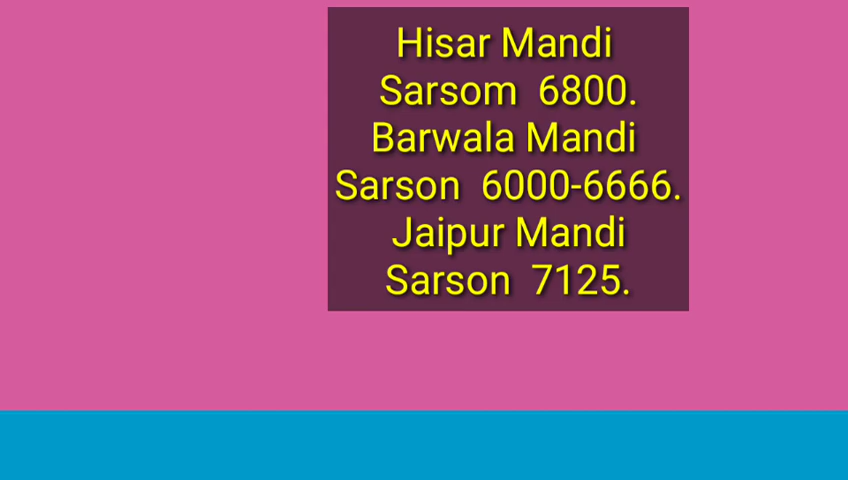 Hisar Mandi
Sarsom 6800.
Barwala Mandi
Sarson 6000-6666.
Jaipur Mandi
Sarson 7125.